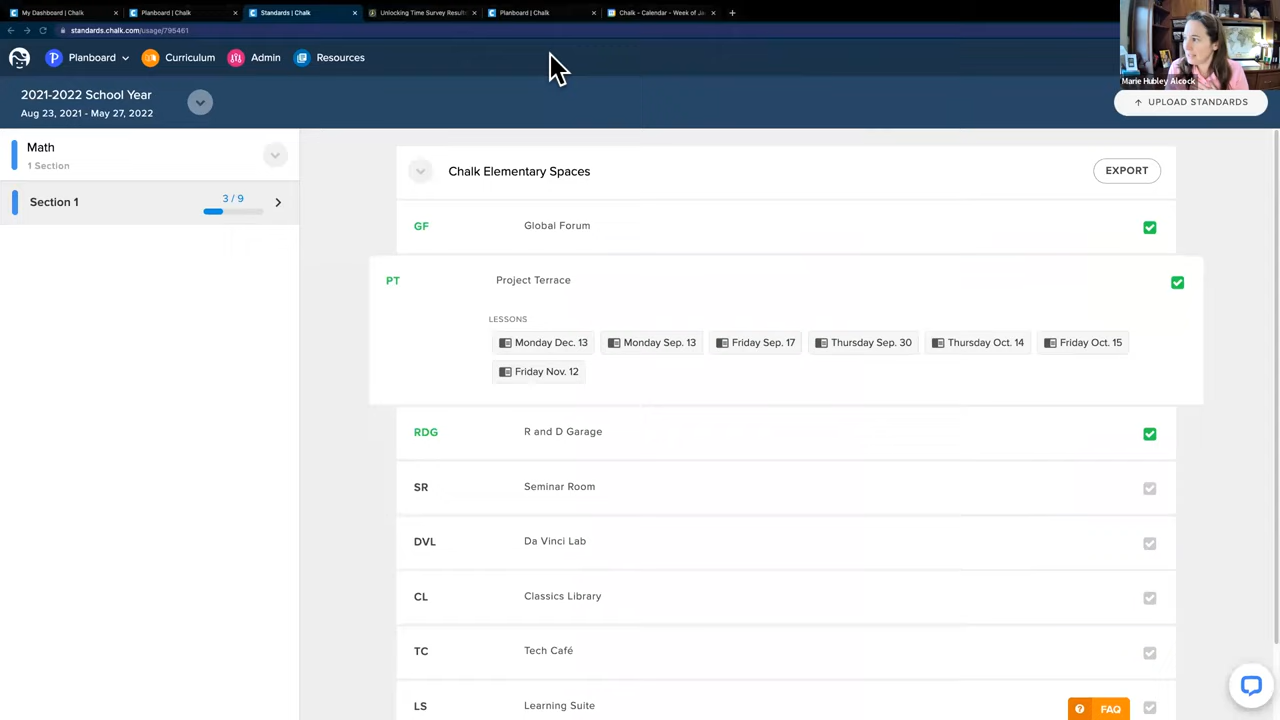 My Dashboard | Chalk
Planboard | Chalk
Standards | Chalk
Unlocking Time Survey Result
Planboard | Chalk
Chalk - Calendar - Week of Ja
standards.chalk.com/usage/795461
Planboard
Curriculum
Admin
Resources
Marie Hubley Alcock
2021-2022 School Year
Aug 23, 2021 - May 27, 2022
UPLOAD STANDARDS
Math
1 Section
Section 1
3 / 9
Chalk Elementary Spaces
EXPORT
GF Global Forum
PT Project Terrace
LESSONS
Monday Dec. 13 Monday Sep. 13 Friday Sep. 17 Thursday Sep. 30 Thursday Oct. 14 Friday Oct. 15
Friday Nov. 12
RDG R and D Garage
SR Seminar Room
DVL Da Vinci Lab
CL Classics Library
TC Tech Café
LS Learning Suite
? FAQ